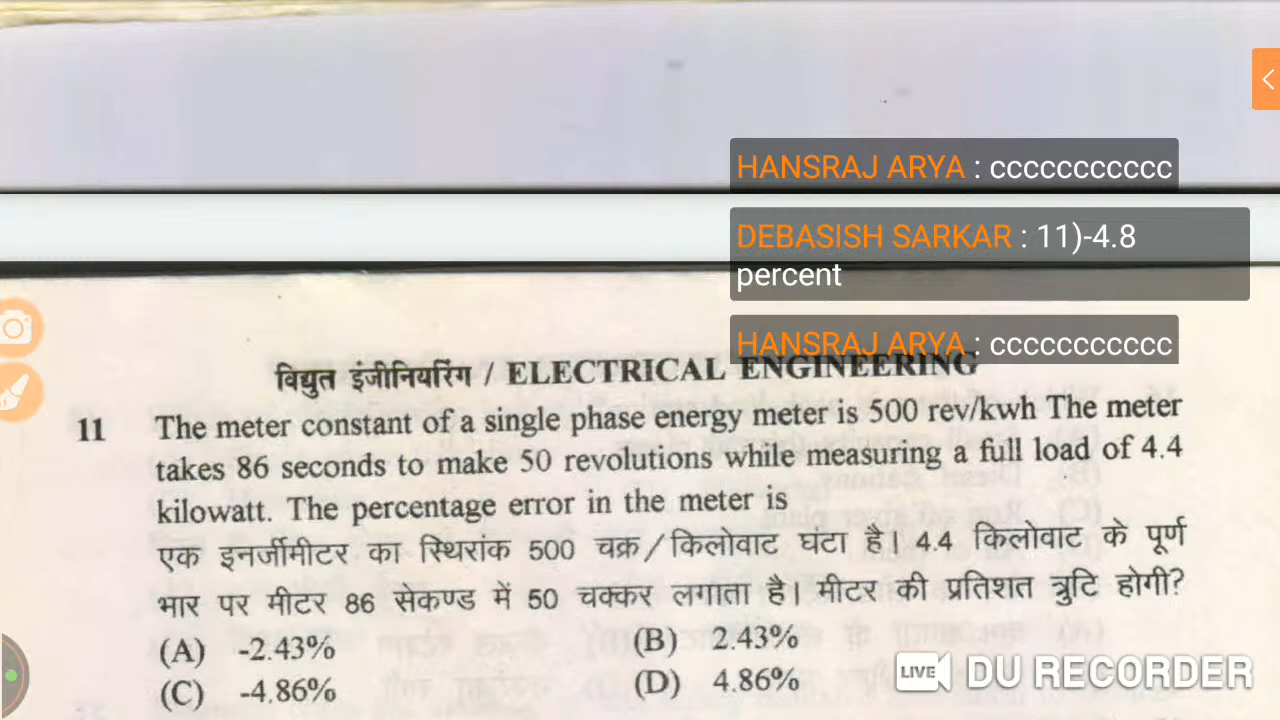 HANSRAJ ARYA : ccccccccccc
DEBASISH SARKAR : 11)-4.8
percent
HANSRAJ ARYA : ccccccccccc
विद्युत इंजीनियरिंग / ELECTRICAL ENGINEERING
11 The meter constant of a single phase energy meter is 500 rev/kwh The meter
takes 86 seconds to make 50 revolutions while measuring a full load of 4.4
kilowatt. The percentage error in the meter is
एक इनर्जीमीटर का स्थिरांक 500 चक्र/किलोवाट घंटा है। 4.4 किलोवाट के पूर्ण
भार पर मीटर 86 सेकण्ड में 50 चक्कर लगाता है। मीटर की प्रतिशत त्रुटि होगी?
(A) -2.43% (B) 2.43%
(C) -4.86% (D) 4.86%
LIVE DU RECORDER